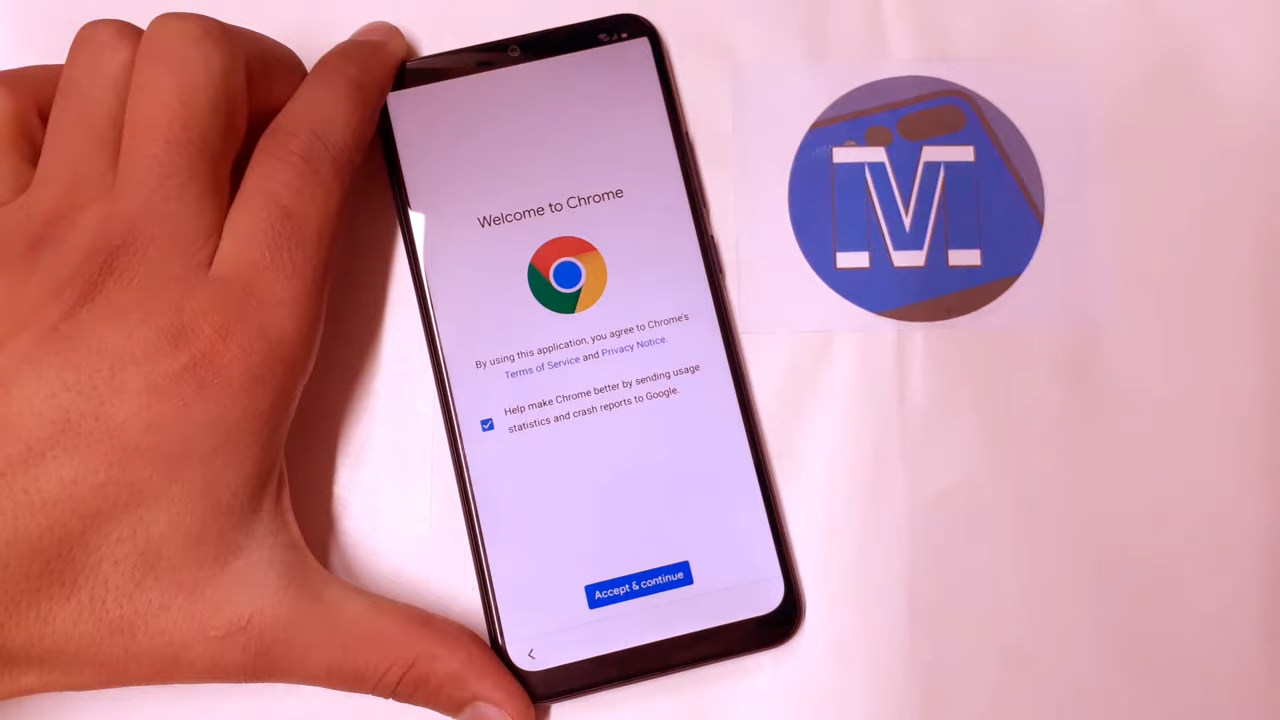 Welcome to Chrome
By using this application, you agree to Chrome's
Terms of Service and Privacy Notice.
Help make Chrome better by sending usage
statistics and crash reports to Google.
Accept & continue
M